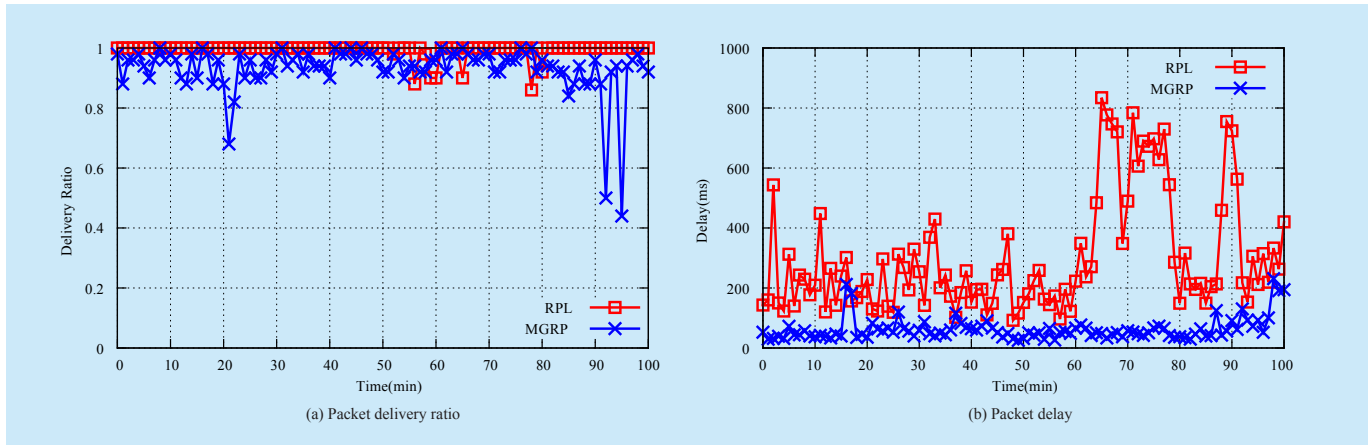 1
0.8
0.6
0.4
0.2
0
Delivery Ratio
RPL
MGRP
0 10 20 30 40 50 60 70 80 90 100
Time(min)
(a) Packet delivery ratio
1000
800
600
400
200
0
Delay(ms)
RPL
MGRP
0 10 20 30 40 50 60 70 80 90 100
Time(min)
(b) Packet delay